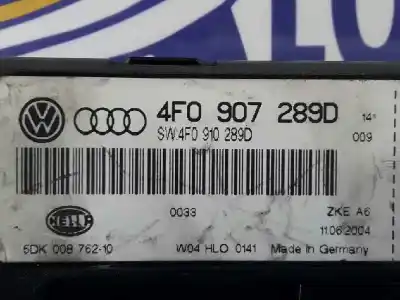 4F0 907 289D
14*
SW:4F0 910 289D
009
0033
ZKE A6
HELLA
11.06.2004
5DK 008 762-10
W04 HLO 0141
Made in Germany